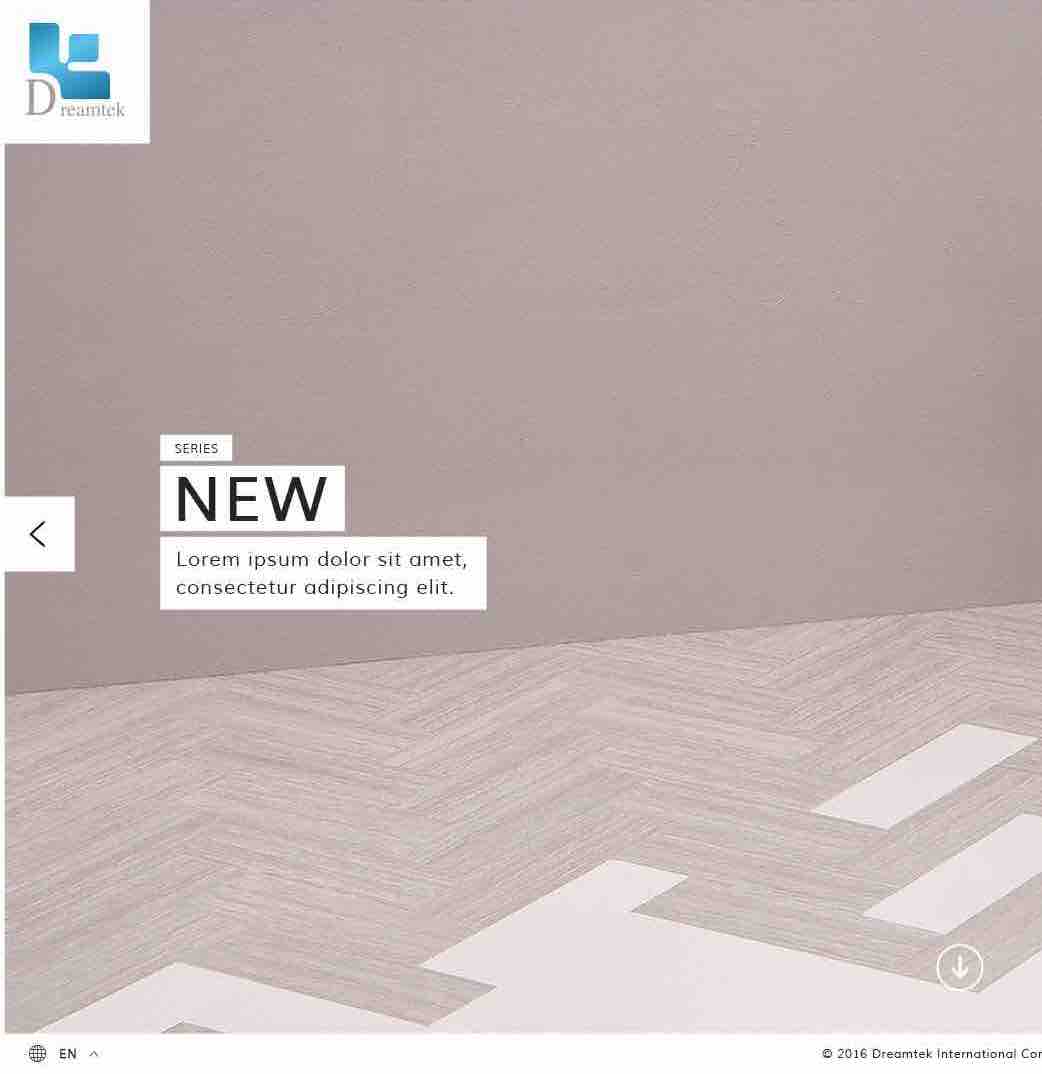 Dreamtek
SERIES
NEW
Lorem ipsum dolor sit amet,
consectetur adipiscing elit.
EN
© 2016 Dreamtek International Cor